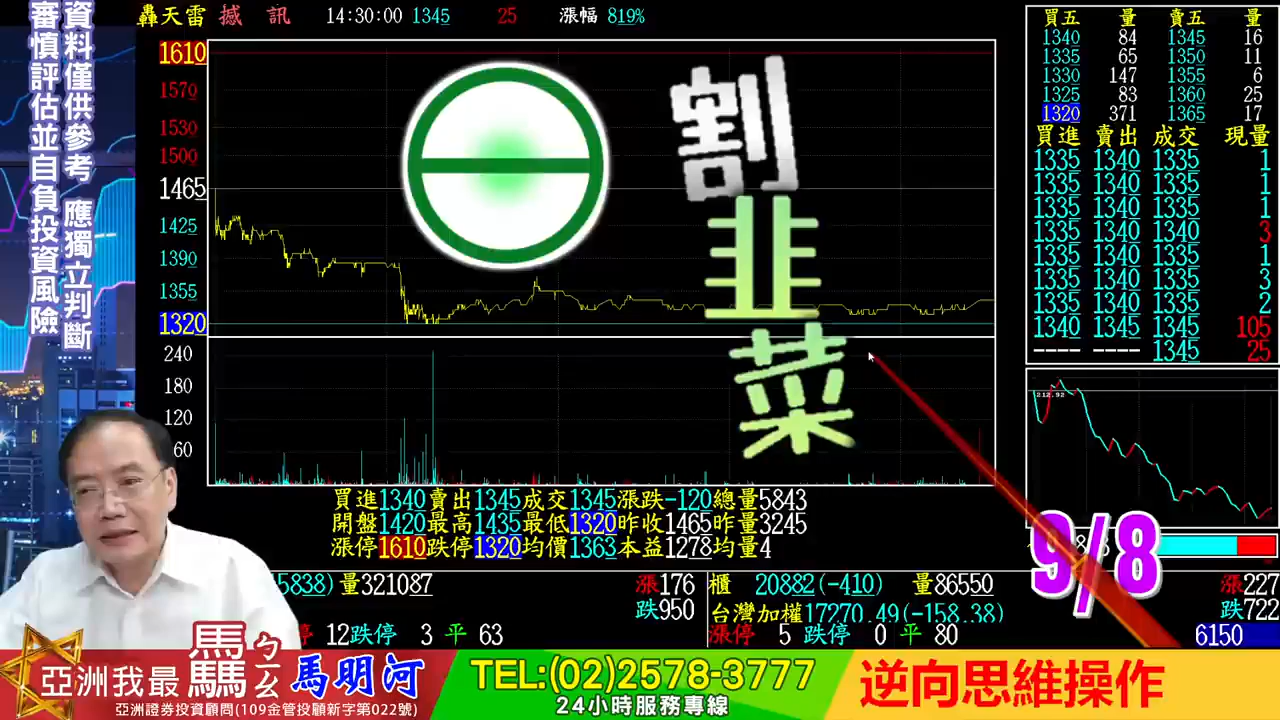 資料僅供參考 應獨立判斷
審慎評估並自負投資風險
轟天雷 撼訊 14:30:00 1345 25 漲幅 819%
1610
1570
1530
1500
1465
1425
1390
1355
1320
240
180
120
60
割韭菜
買五 量 賣五 量
1340 84 1345 16
1335 65 1350 11
1330 147 1355 6
1325 83 1360 25
1320 371 1365 17
買進 賣出 成交 現量
1335 1340 1335 1
1335 1340 1335 1
1335 1340 1335 1
1335 1340 1340 3
1335 1340 1335 1
1335 1340 1335 3
1335 1340 1335 2
1340 1345 1345 105
---- ---- 1345 25
212.92
買進1340賣出1345成交1345漲跌-120總量5843
開盤1420最高1435最低1320昨收1465昨量3245
漲停1610跌停1320均價1363本益1278均量4
9/8
5838) 量321087 漲176
跌950
停 12跌停 3 平 63
櫃 20882(-410) 量86550 漲227
台灣加權17270.49(-158.38) 跌722
漲停 5 跌停 0 平 80 6150
亞洲我最馬驫ㄅㄧㄠ馬明河
亞洲證券投資顧問(109金管投顧新字第022號)
TEL:(02)2578-3777
24小時服務專線
逆向思維操作